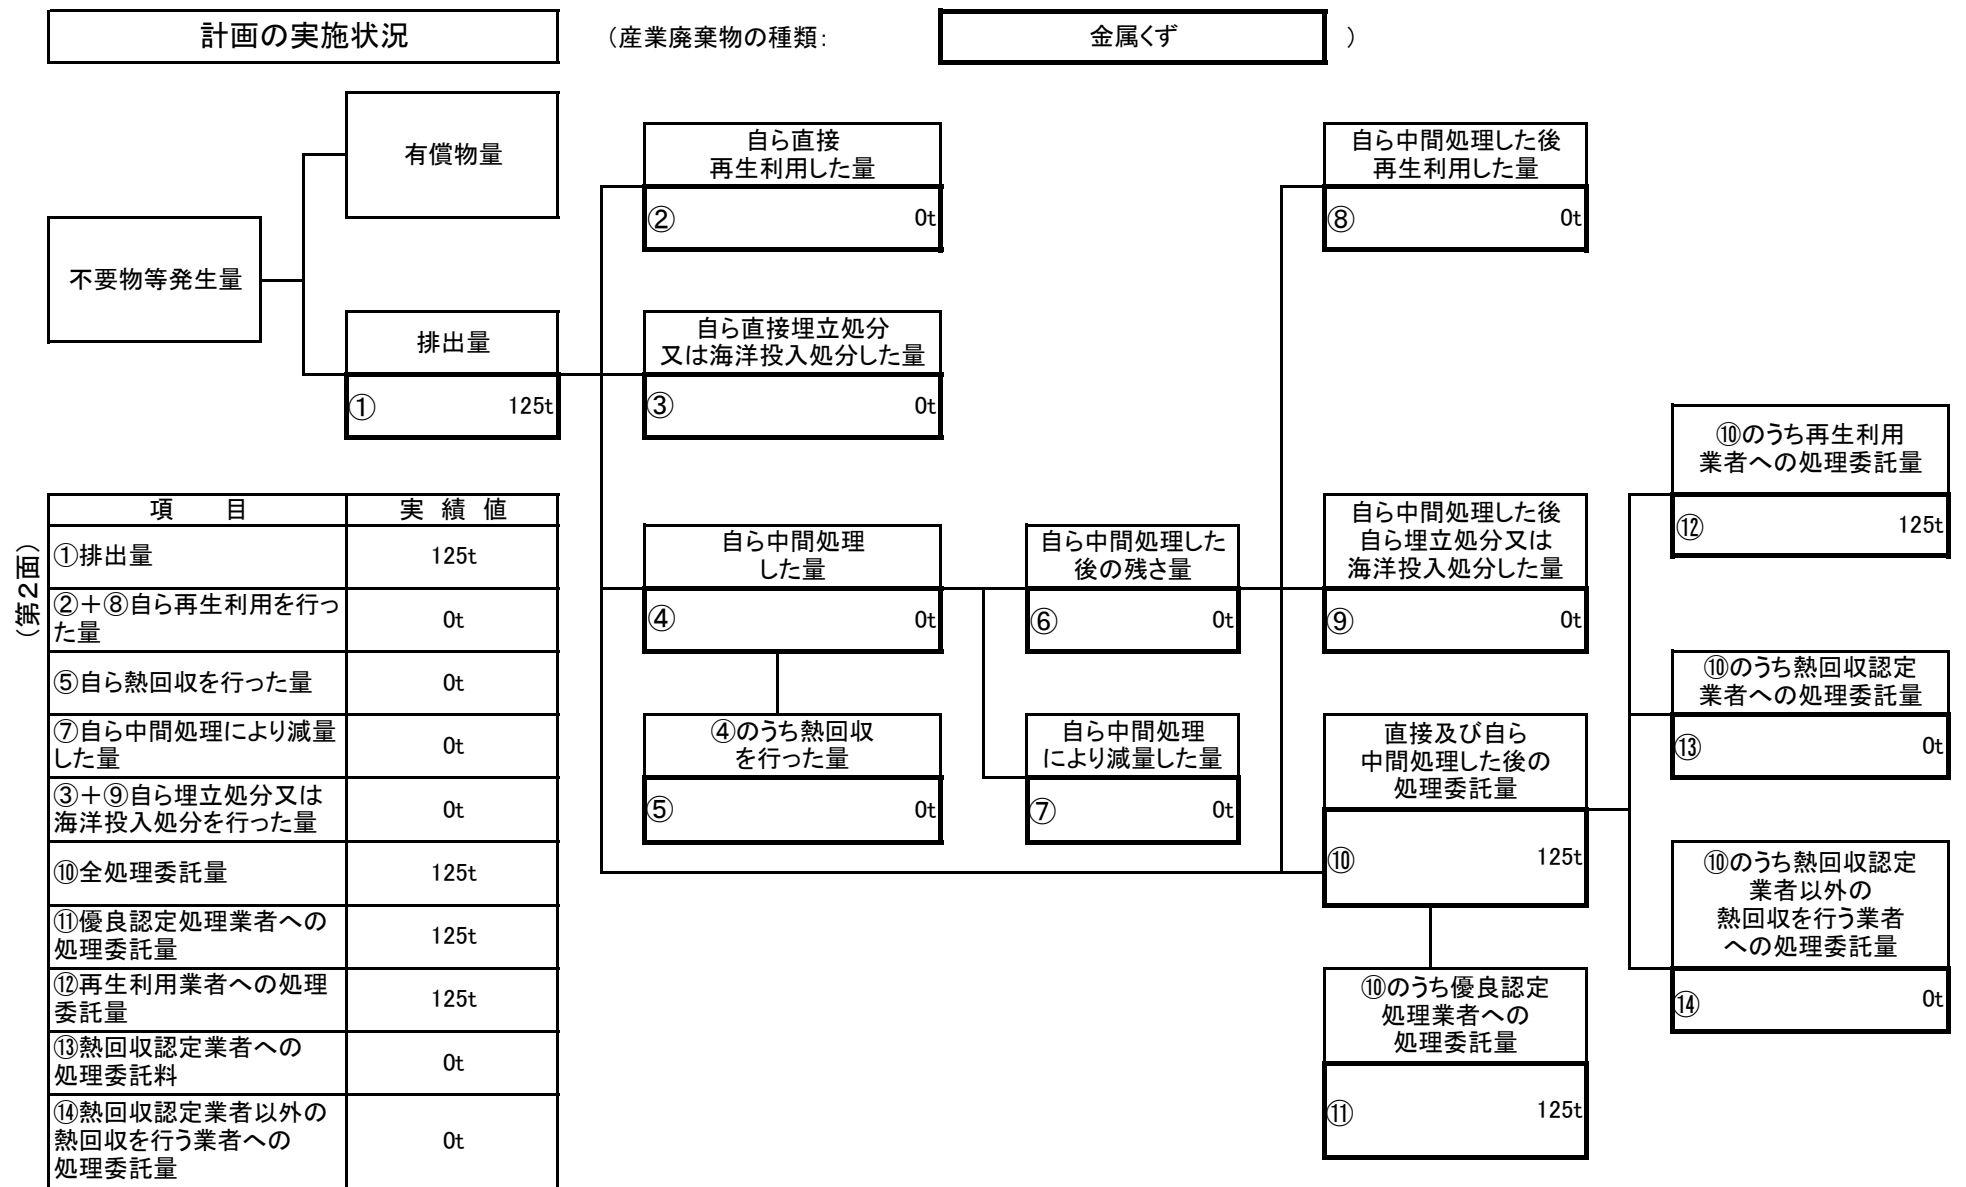 計画の実施状況
（産業廃棄物の種類：
金属くず
）
有償物量
不要物等発生量
排出量
① 125t
自ら直接
再生利用した量
② 0t
自ら直接埋立処分
又は海洋投入処分した量
③ 0t
自ら中間処理
した量
④ 0t
④のうち熱回収
を行った量
⑤ 0t
自ら中間処理した
後の残さ量
⑥ 0t
自ら中間処理
により減量した量
⑦ 0t
自ら中間処理した後
再生利用した量
⑧ 0t
自ら中間処理した後
自ら埋立処分又は
海洋投入処分した量
⑨ 0t
直接及び自ら
中間処理した後の
処理委託量
⑩ 125t
⑩のうち優良認定
処理業者への
処理委託量
⑪ 125t
⑩のうち再生利用
業者への処理委託量
⑫ 125t
⑩のうち熱回収認定
業者への処理委託量
⑬ 0t
⑩のうち熱回収認定
業者以外の
熱回収を行う業者
への処理委託量
⑭ 0t
（第２面）
項　　目 実 績 値
①排出量 125t
②＋⑧自ら再生利用を行っ
た量 0t
⑤自ら熱回収を行った量 0t
⑦自ら中間処理により減量
した量 0t
③＋⑨自ら埋立処分又は
海洋投入処分を行った量 0t
⑩全処理委託量 125t
⑪優良認定処理業者への
処理委託量 125t
⑫再生利用業者への処理
委託量 125t
⑬熱回収認定業者への
処理委託料 0t
⑭熱回収認定業者以外の
熱回収を行う業者への
処理委託量 0t